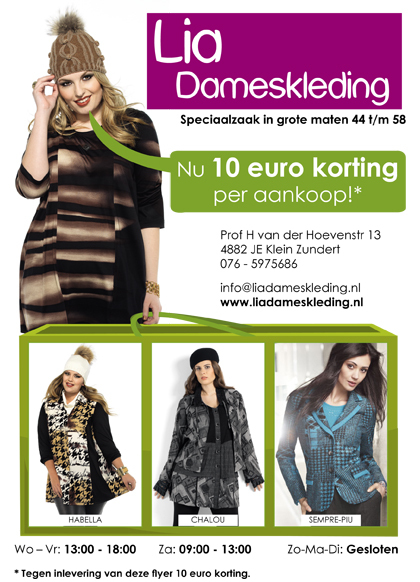 Lia
Dameskleding
Speciaalzaak in grote maten 44 t/m 58
Nu 10 euro korting
per aankoop!*
Prof H van der Hoevenstr 13
4882 JE Klein Zundert
076 - 5975686
info@liadameskleding.nl
www.liadameskleding.nl
HABELLA
CHALOU
SEMPRE-PIU
Wo – Vr: 13:00 - 18:00 Za: 09:00 - 13:00 Zo-Ma-Di: Gesloten
* Tegen inlevering van deze flyer 10 euro korting.